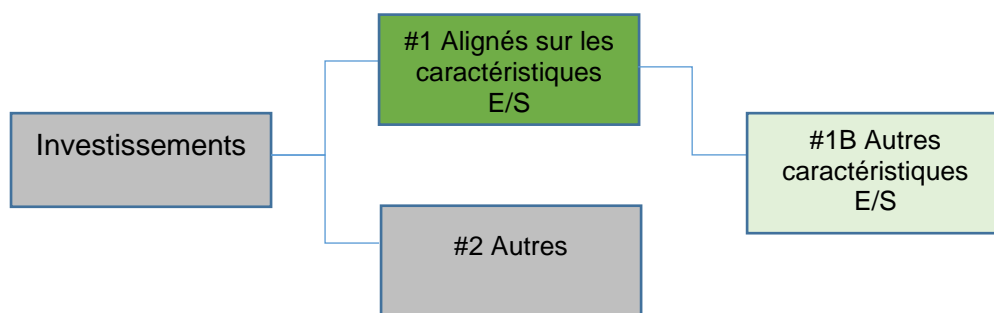 #1 Alignés sur les
caractéristiques
E/S
Investissements
#1B Autres
caractéristiques
E/S
#2 Autres